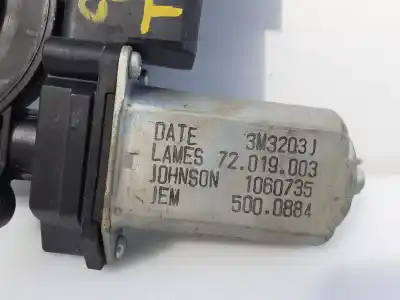 DATE 3M3203J
LAMES 72.019.003
JOHNSON 1060735
JEM 500.0884